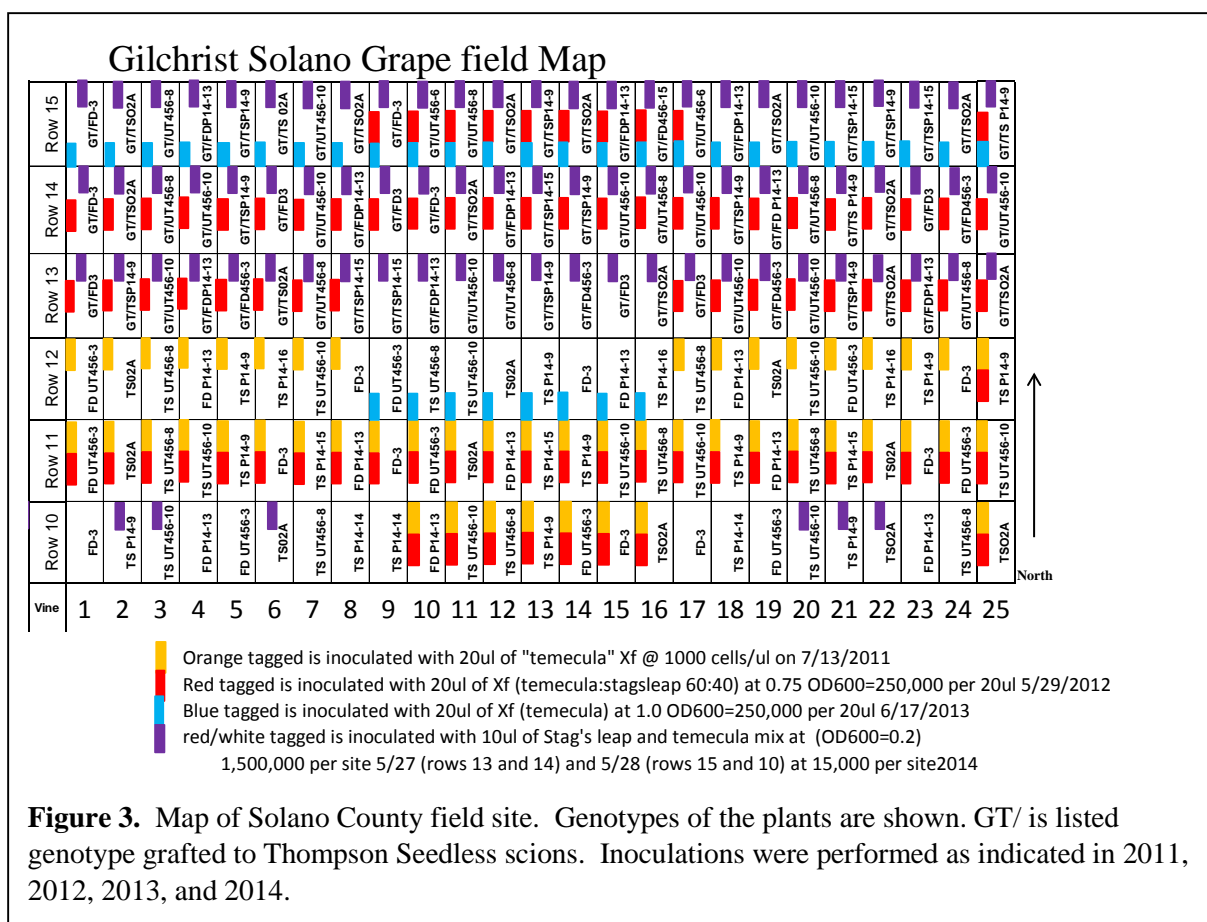 Gilchrist Solano Grape field Map
Row 15 GT/FD-3 GT/TSO2A GT/UT456-8 GT/FDP14-13 GT/TSP14-9 GT/TS 02A GT/UT456-10 GT/TSO2A GT/FD-3 GT/UT456-6 GT/UT456-8 GT/TSO2A GT/TSP14-9 GT/TSO2A GT/FDP14-13 GT/FD456-15 GT/UT456-6 GT/FDP14-13 GT/TSO2A GT/UT456-10 GT/TSP14-15 GT/TSP14-9 GT/TSP14-15 GT/TSO2A GT/TS P14-9
Row 14 GT/FD-3 GT/TSO2A GT/UT456-8 GT/UT456-10 GT/TSP14-9 GT/FD3 GT/UT456-10 GT/FDP14-13 GT/FD3 GT/FD-3 GT/TSO2A GT/FDP14-13 GT/TSP14-15 GT/TSP14-9 GT/UT456-10 GT/UT456-8 GT/UT456-10 GT/TSP14-9 GT/FD P14-13 GT/UT456-8 GT/TS P14-9 GT/TSO2A GT/FD3 GT/FD456-3 GT/UT456-10
Row 13 GT/FD3 GT/TSP14-9 GT/UT456-10 GT/FDP14-13 GT/FD456-3 GT/TS02A GT/UT456-8 GT/TSP14-15 GT/TSP14-15 GT/FDP14-13 GT/UT456-10 GT/UT456-8 GT/TSP14-9 GT/FD456-3 GT/FD3 GT/TSO2A GT/FD3 GT/UT456-10 GT/FD456-3 GT/UT456-10 GT/TSP14-9 GT/TSO2A GT/FDP14-13 GT/UT456-8 GT/TSO2A
Row 12 FD UT456-3 TS02A TS UT456-8 FD P14-13 TS P14-9 TS P14-16 TS UT456-10 FD-3 FD UT456-3 TS UT456-8 TS UT456-10 TS02A TS P14-9 FD-3 FD P14-13 TS P14-16 TS UT456-8 FD P14-13 TS02A TS UT456-10 FD UT456-3 TS P14-16 TS P14-9 FD-3 TS P14-9
Row 11 FD UT456-3 TS02A TS UT456-8 TS UT456-10 TS P14-9 FD-3 TS P14-15 FD P14-13 FD-3 FD UT456-3 TS02A FD P14-13 TS P14-15 TS P14-9 TS UT456-10 TS UT456-8 TS UT456-10 TS P14-9 FD P14-13 TS UT456-8 TS P14-15 TSO2A FD-3 FD UT456-3 TS UT456-10
Row 10 FD-3 TS P14-9 TS UT456-10 FD P14-13 FD UT456-3 TS02A TS UT456-8 TS P14-14 TS P14-14 FD P14-13 TS UT456-10 TS UT456-8 TS P14-9 FD UT456-3 FD-3 TSO2A FD-3 TS P14-14 FD UT456-3 TS UT456-10 TS P14-9 TSO2A FD P14-13 TS UT456-8 TSO2A
North
Vine 1 2 3 4 5 6 7 8 9 10 11 12 13 14 15 16 17 18 19 20 21 22 23 24 25
Orange tagged is inoculated with 20ul of "temecula" Xf @ 1000 cells/ul on 7/13/2011
Red tagged is inoculated with 20ul of Xf (temecula:stagsleap 60:40) at 0.75 OD600=250,000 per 20ul 5/29/2012
Blue tagged is inoculated with 20ul of Xf (temecula) at 1.0 OD600=250,000 per 20ul 6/17/2013
red/white tagged is inoculated with 10ul of Stag's leap and temecula mix at (OD600=0.2)
1,500,000 per site 5/27 (rows 13 and 14) and 5/28 (rows 15 and 10) at 15,000 per site2014
Figure 3. Map of Solano County field site. Genotypes of the plants are shown. GT/ is listed
genotype grafted to Thompson Seedless scions. Inoculations were performed as indicated in 2011,
2012, 2013, and 2014.